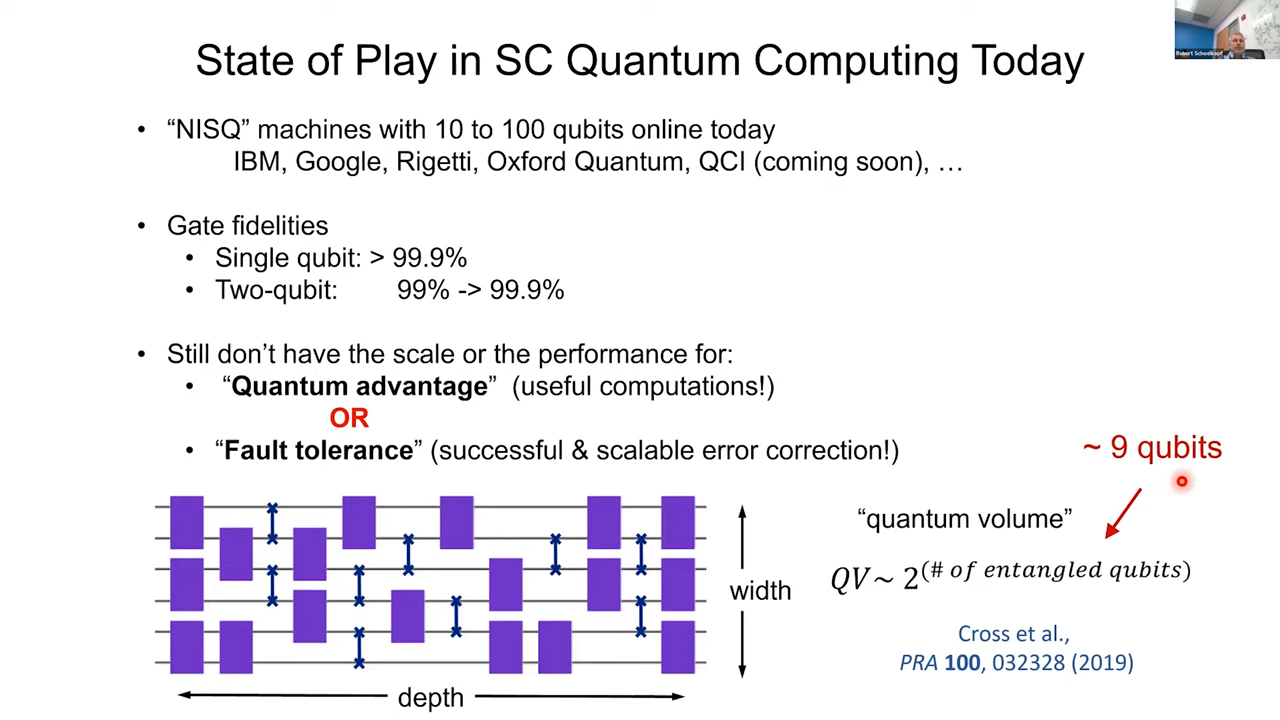 Robert Schoelkopf
State of Play in SC Quantum Computing Today
• “NISQ” machines with 10 to 100 qubits online today
IBM, Google, Rigetti, Oxford Quantum, QCI (coming soon), …
• Gate fidelities
• Single qubit: > 99.9%
• Two-qubit: 99% -> 99.9%
• Still don’t have the scale or the performance for:
• “Quantum advantage” (useful computations!)
OR
• “Fault tolerance” (successful & scalable error correction!)
~ 9 qubits
“quantum volume”
QV~ 2^(# of entangled qubits)
width
Cross et al.,
PRA 100, 032328 (2019)
depth